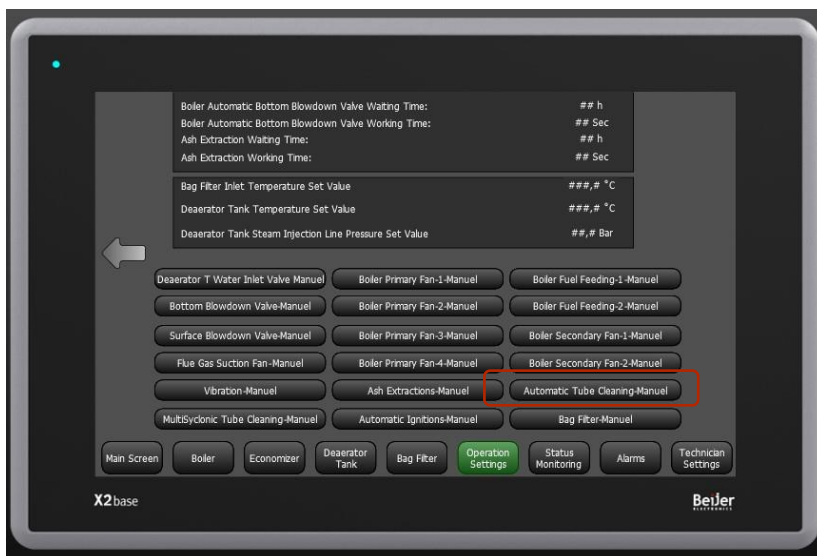 Boiler Automatic Bottom Blowdown Valve Waiting Time: ## h
Boiler Automatic Bottom Blowdown Valve Working Time: ## Sec
Ash Extraction Waiting Time: ## h
Ash Extraction Working Time: ## Sec
Bag Filter Inlet Temperature Set Value ###,# °C
Deaerator Tank Temperature Set Value ###,# °C
Deaerator Tank Steam Injection Line Pressure Set Value ##,# Bar
Deaerator T Water Inlet Valve Manuel Boiler Primary Fan-1-Manuel Boiler Fuel Feeding-1-Manuel
Bottom Blowdown Valve-Manuel Boiler Primary Fan-2-Manuel Boiler Fuel Feeding-2-Manuel
Surface Blowdown Valve-Manuel Boiler Primary Fan-3-Manuel Boiler Secondary Fan-1-Manuel
Flue Gas Suction Fan-Manuel Boiler Primary Fan-4-Manuel Boiler Secondary Fan-2-Manuel
Vibration-Manuel Ash Extractions-Manuel Automatic Tube Cleaning-Manuel
MultiSyclonic Tube Cleaning-Manuel Automatic Ignitions-Manuel Bag Filter-Manuel
Main Screen Boiler Economizer Deaerator Tank Bag Filter Operation Settings Status Monitoring Alarms Technician Settings
X2base Beijer
ELECTRONICS